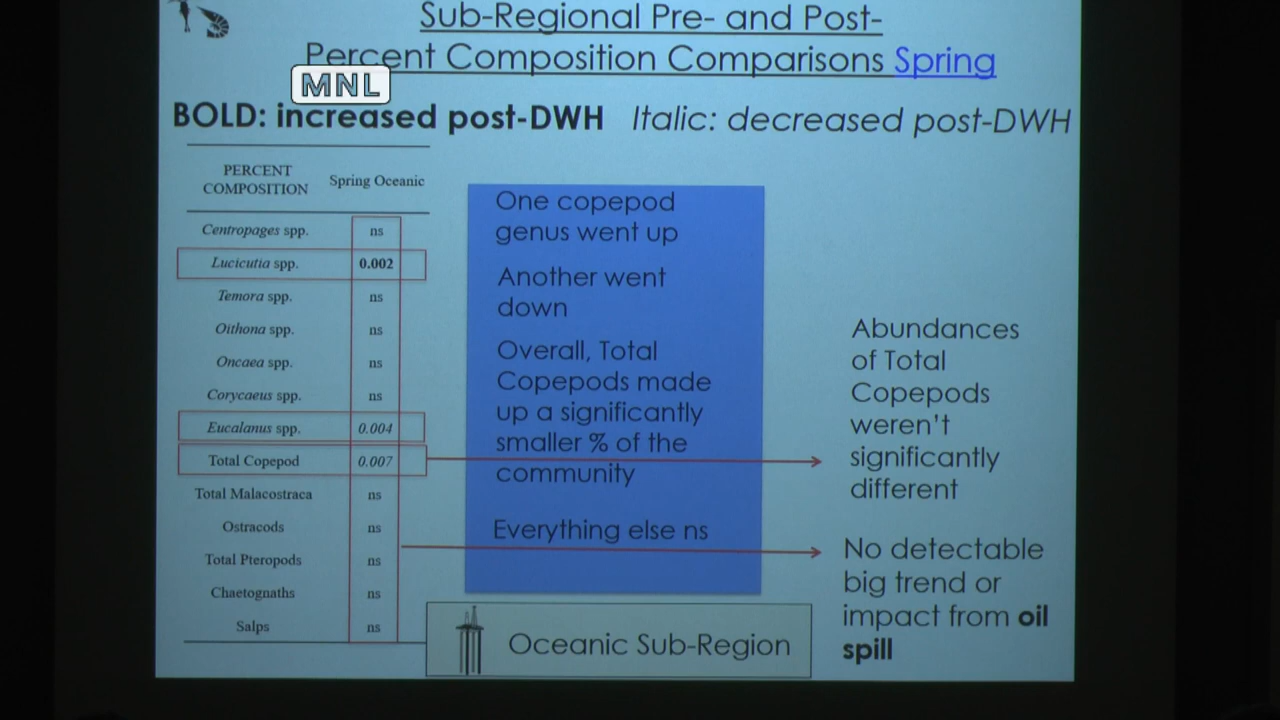 Sub-Regional Pre- and Post-
Percent Composition Comparisons Spring
MNL
BOLD: increased post-DWH Italic: decreased post-DWH
PERCENT COMPOSITION Spring Oceanic
Centropages spp. ns
Lucicutia spp. 0.002
Temora spp. ns
Oithona spp. ns
Oncaea spp. ns
Corycaeus spp. ns
Eucalanus spp. 0.004
Total Copepod 0.007
Total Malacostraca ns
Ostracods ns
Total Pteropods ns
Chaetognaths ns
Salps ns
One copepod
genus went up
Another went
down
Overall, Total
Copepods made
up a significantly
smaller % of the
community
Everything else ns
Abundances
of Total
Copepods
weren't
significantly
different
No detectable
big trend or
impact from oil
spill
Oceanic Sub-Region